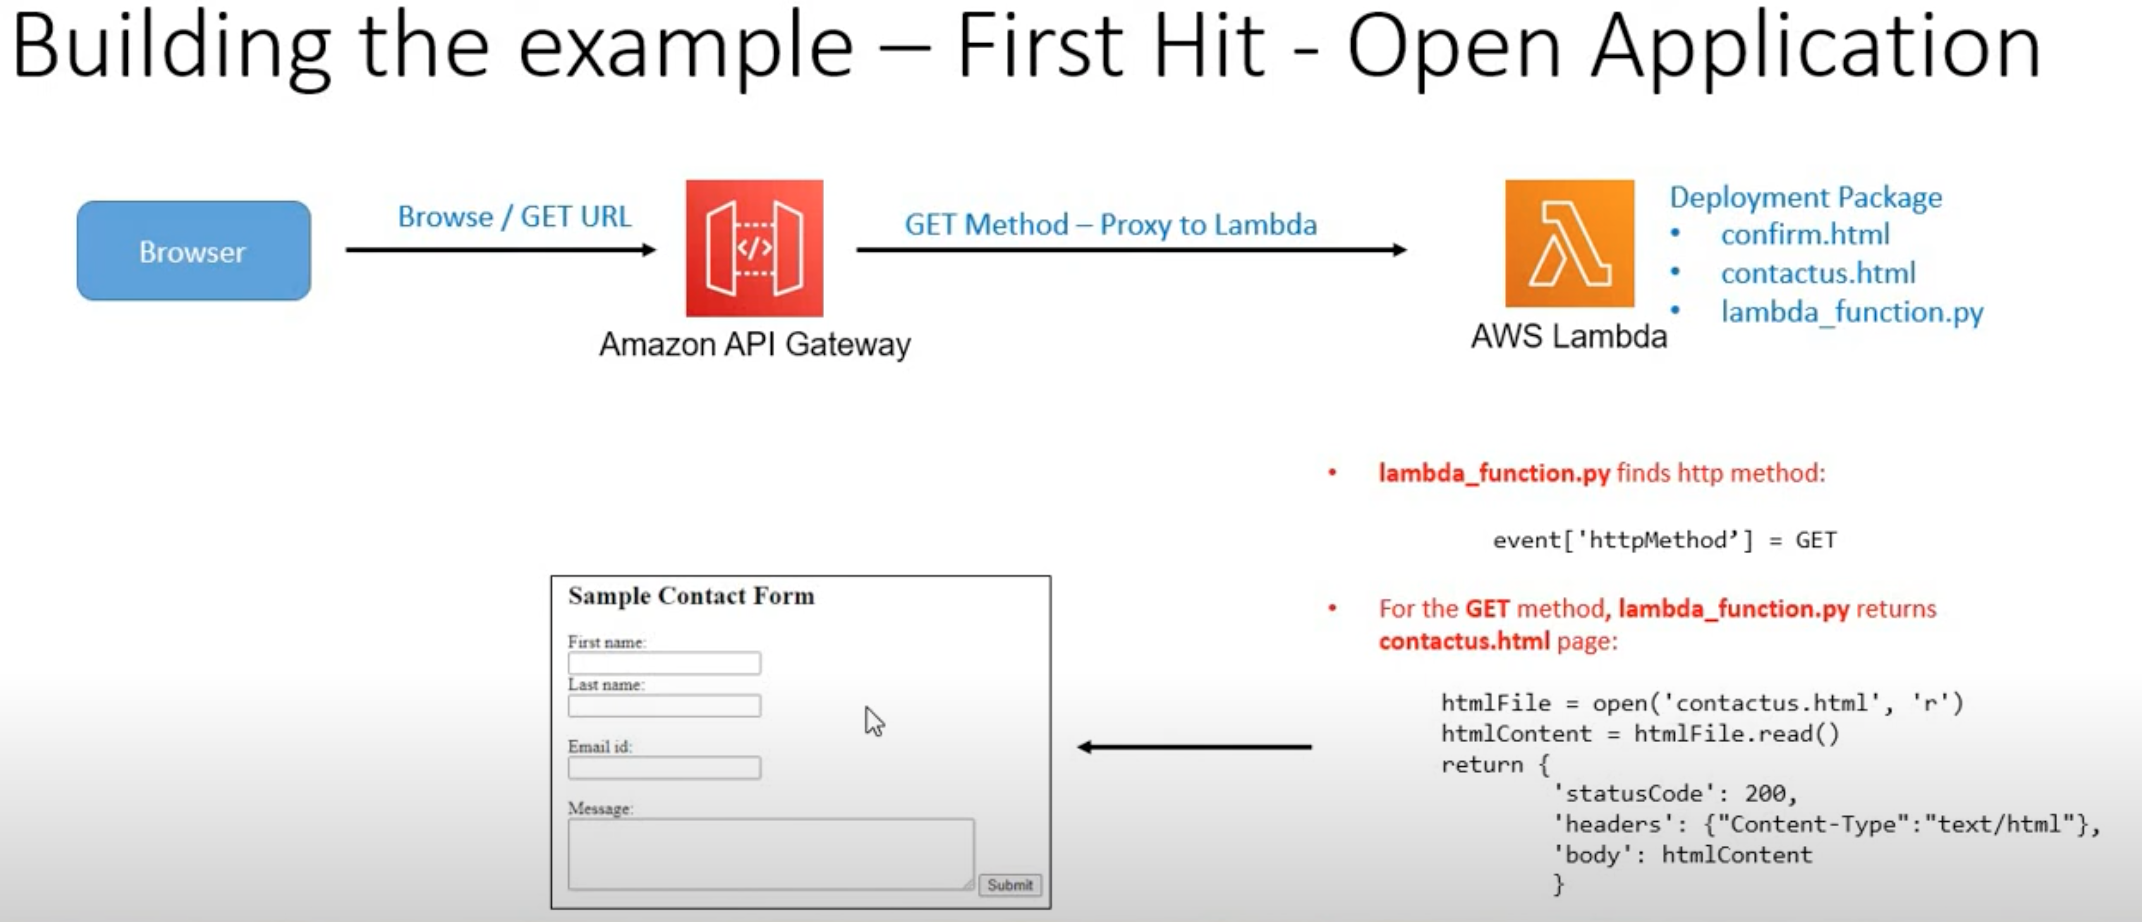 Building the example – First Hit - Open Application
Browser
Browse / GET URL
Amazon API Gateway
GET Method – Proxy to Lambda
AWS Lambda
Deployment Package
• confirm.html
• contactus.html
• lambda_function.py
• lambda_function.py finds http method:
event['httpMethod’] = GET
• For the GET method, lambda_function.py returns
contactus.html page:
htmlFile = open('contactus.html', 'r')
htmlContent = htmlFile.read()
return {
'statusCode': 200,
'headers': {"Content-Type":"text/html"},
'body': htmlContent
}
Sample Contact Form
First name:
Last name:
Email id:
Message:
Submit